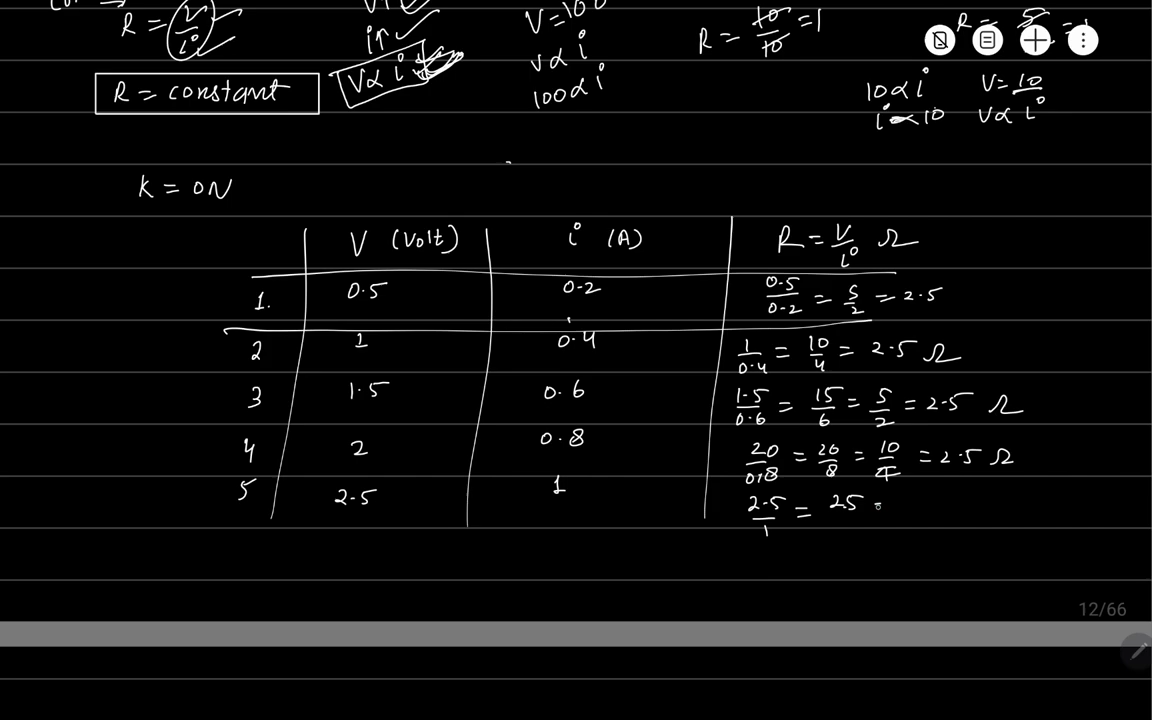 R = V/i
V↑
i↑
V ∝ i
V = 100
V ∝ i
100 ∝ i
R = 10/10 = 1
R = 5
10 ∝ i
i ∝ 10
V = 10
V ∝ i
R = constant
K = ON
V (Volt) i (A) R = V/i Ω
1. 0.5 0.2 0.5/0.2 = 5/2 = 2.5
2 1 0.4 1/0.4 = 10/4 = 2.5 Ω
3 1.5 0.6 1.5/0.6 = 15/6 = 5/2 = 2.5 Ω
4 2 0.8 20/0.8 = 20/8 = 10/4 = 2.5 Ω
5 2.5 1 2.5/1 = 2.5 =
12/66